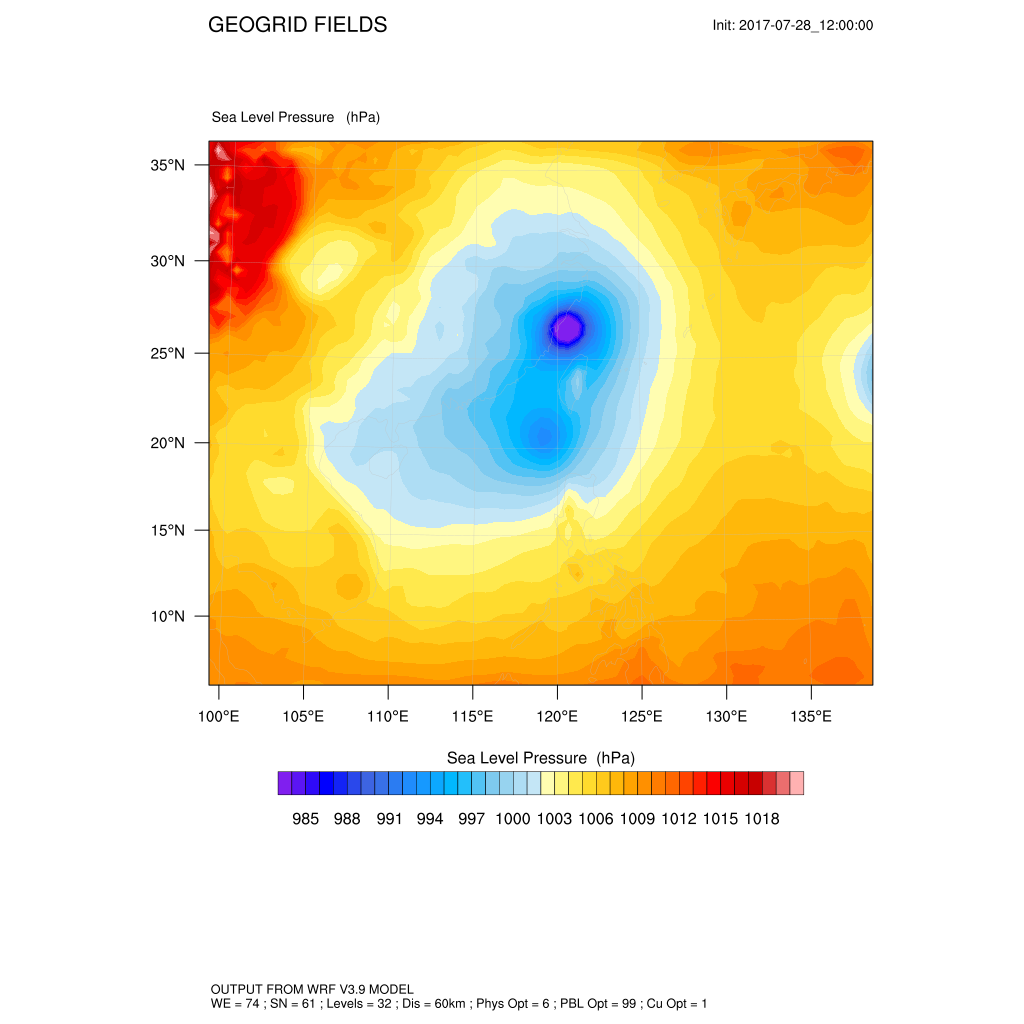 GEOGRID FIELDS
Init: 2017-07-28_12:00:00
Sea Level Pressure (hPa)
35°N
30°N
25°N
20°N
15°N
10°N
100°E 105°E 110°E 115°E 120°E 125°E 130°E 135°E
Sea Level Pressure (hPa)
985 988 991 994 997 1000 1003 1006 1009 1012 1015 1018
OUTPUT FROM WRF V3.9 MODEL
WE = 74 ; SN = 61 ; Levels = 32 ; Dis = 60km ; Phys Opt = 6 ; PBL Opt = 99 ; Cu Opt = 1